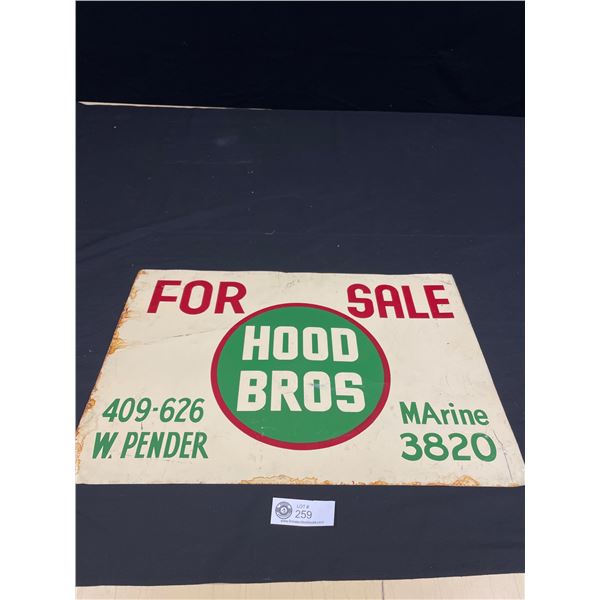 FOR SALE
HOOD
BROS
409-626
W. PENDER
MArine
3820
LOT #
259